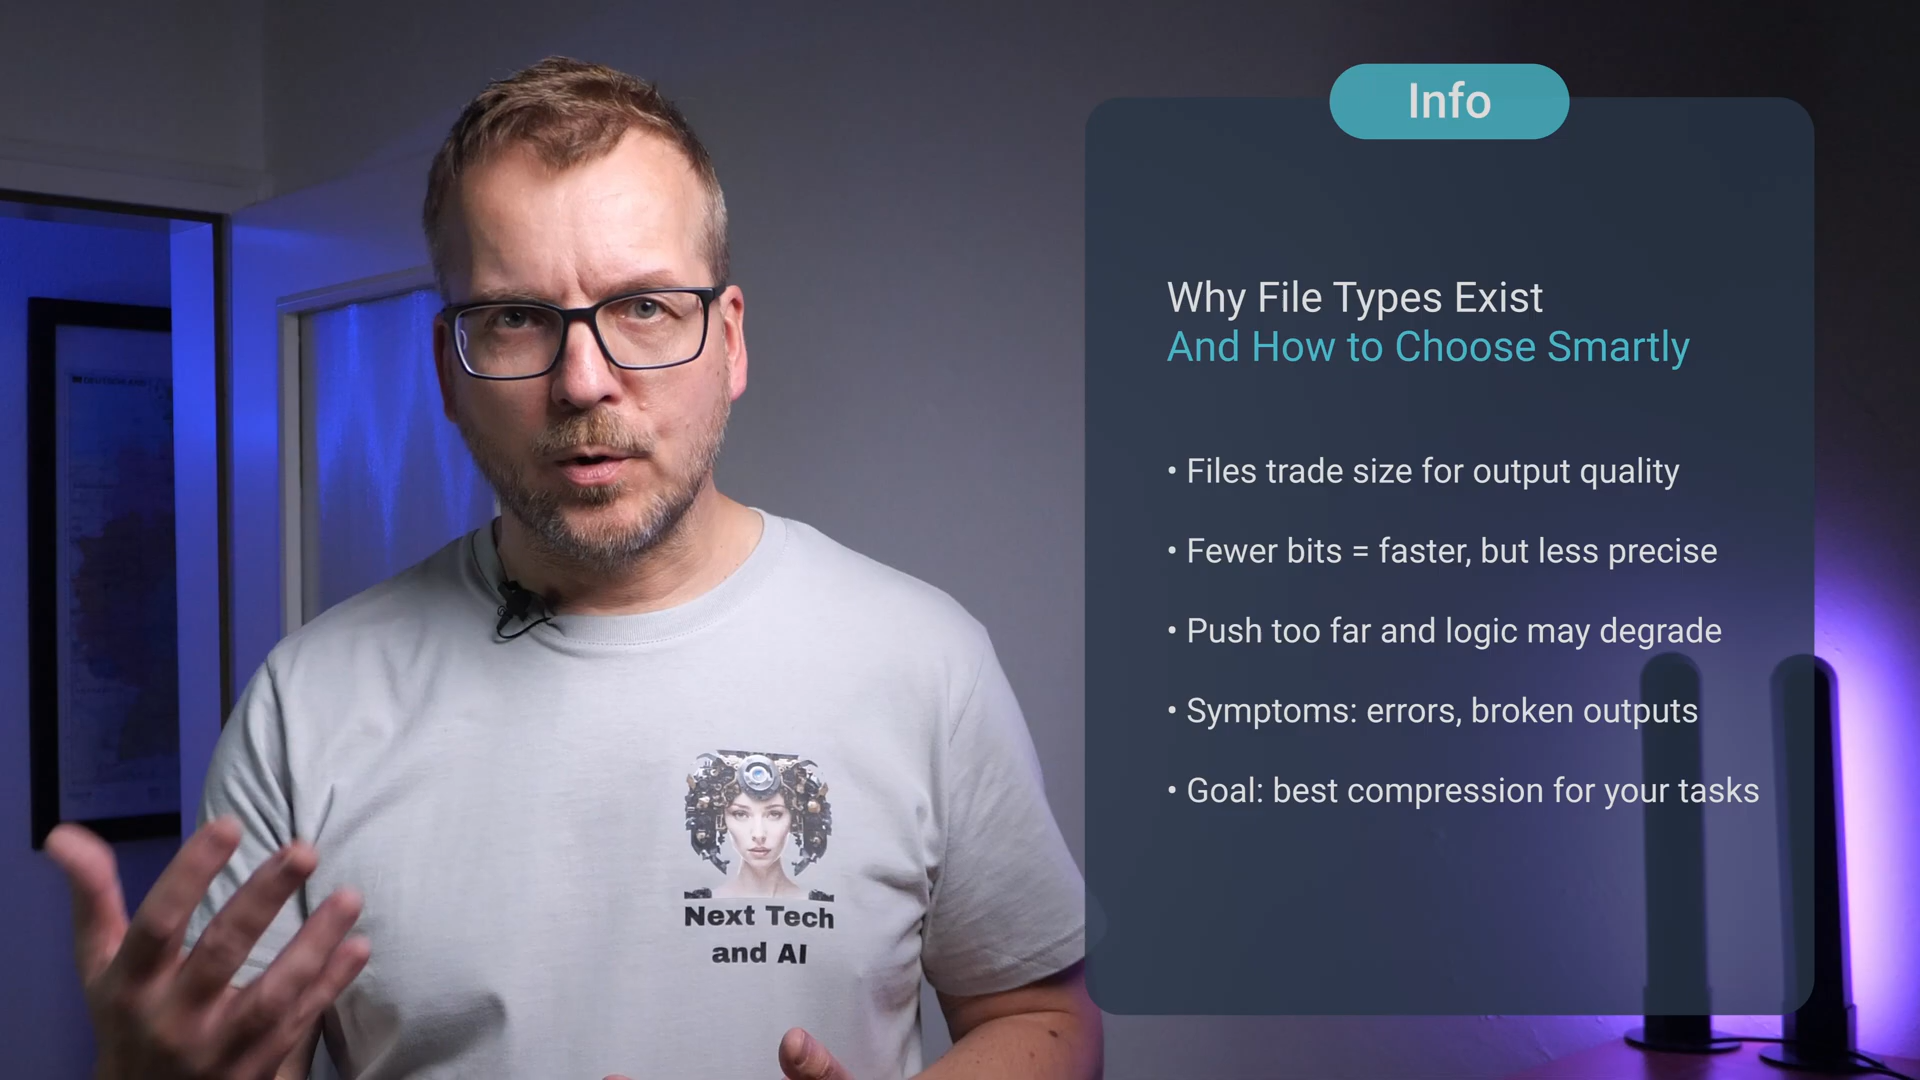 Info
Why File Types Exist
And How to Choose Smartly
• Files trade size for output quality
• Fewer bits = faster, but less precise
• Push too far and logic may degrade
• Symptoms: errors, broken outputs
• Goal: best compression for your tasks
Next Tech
and AI
DEUTSCHLAND